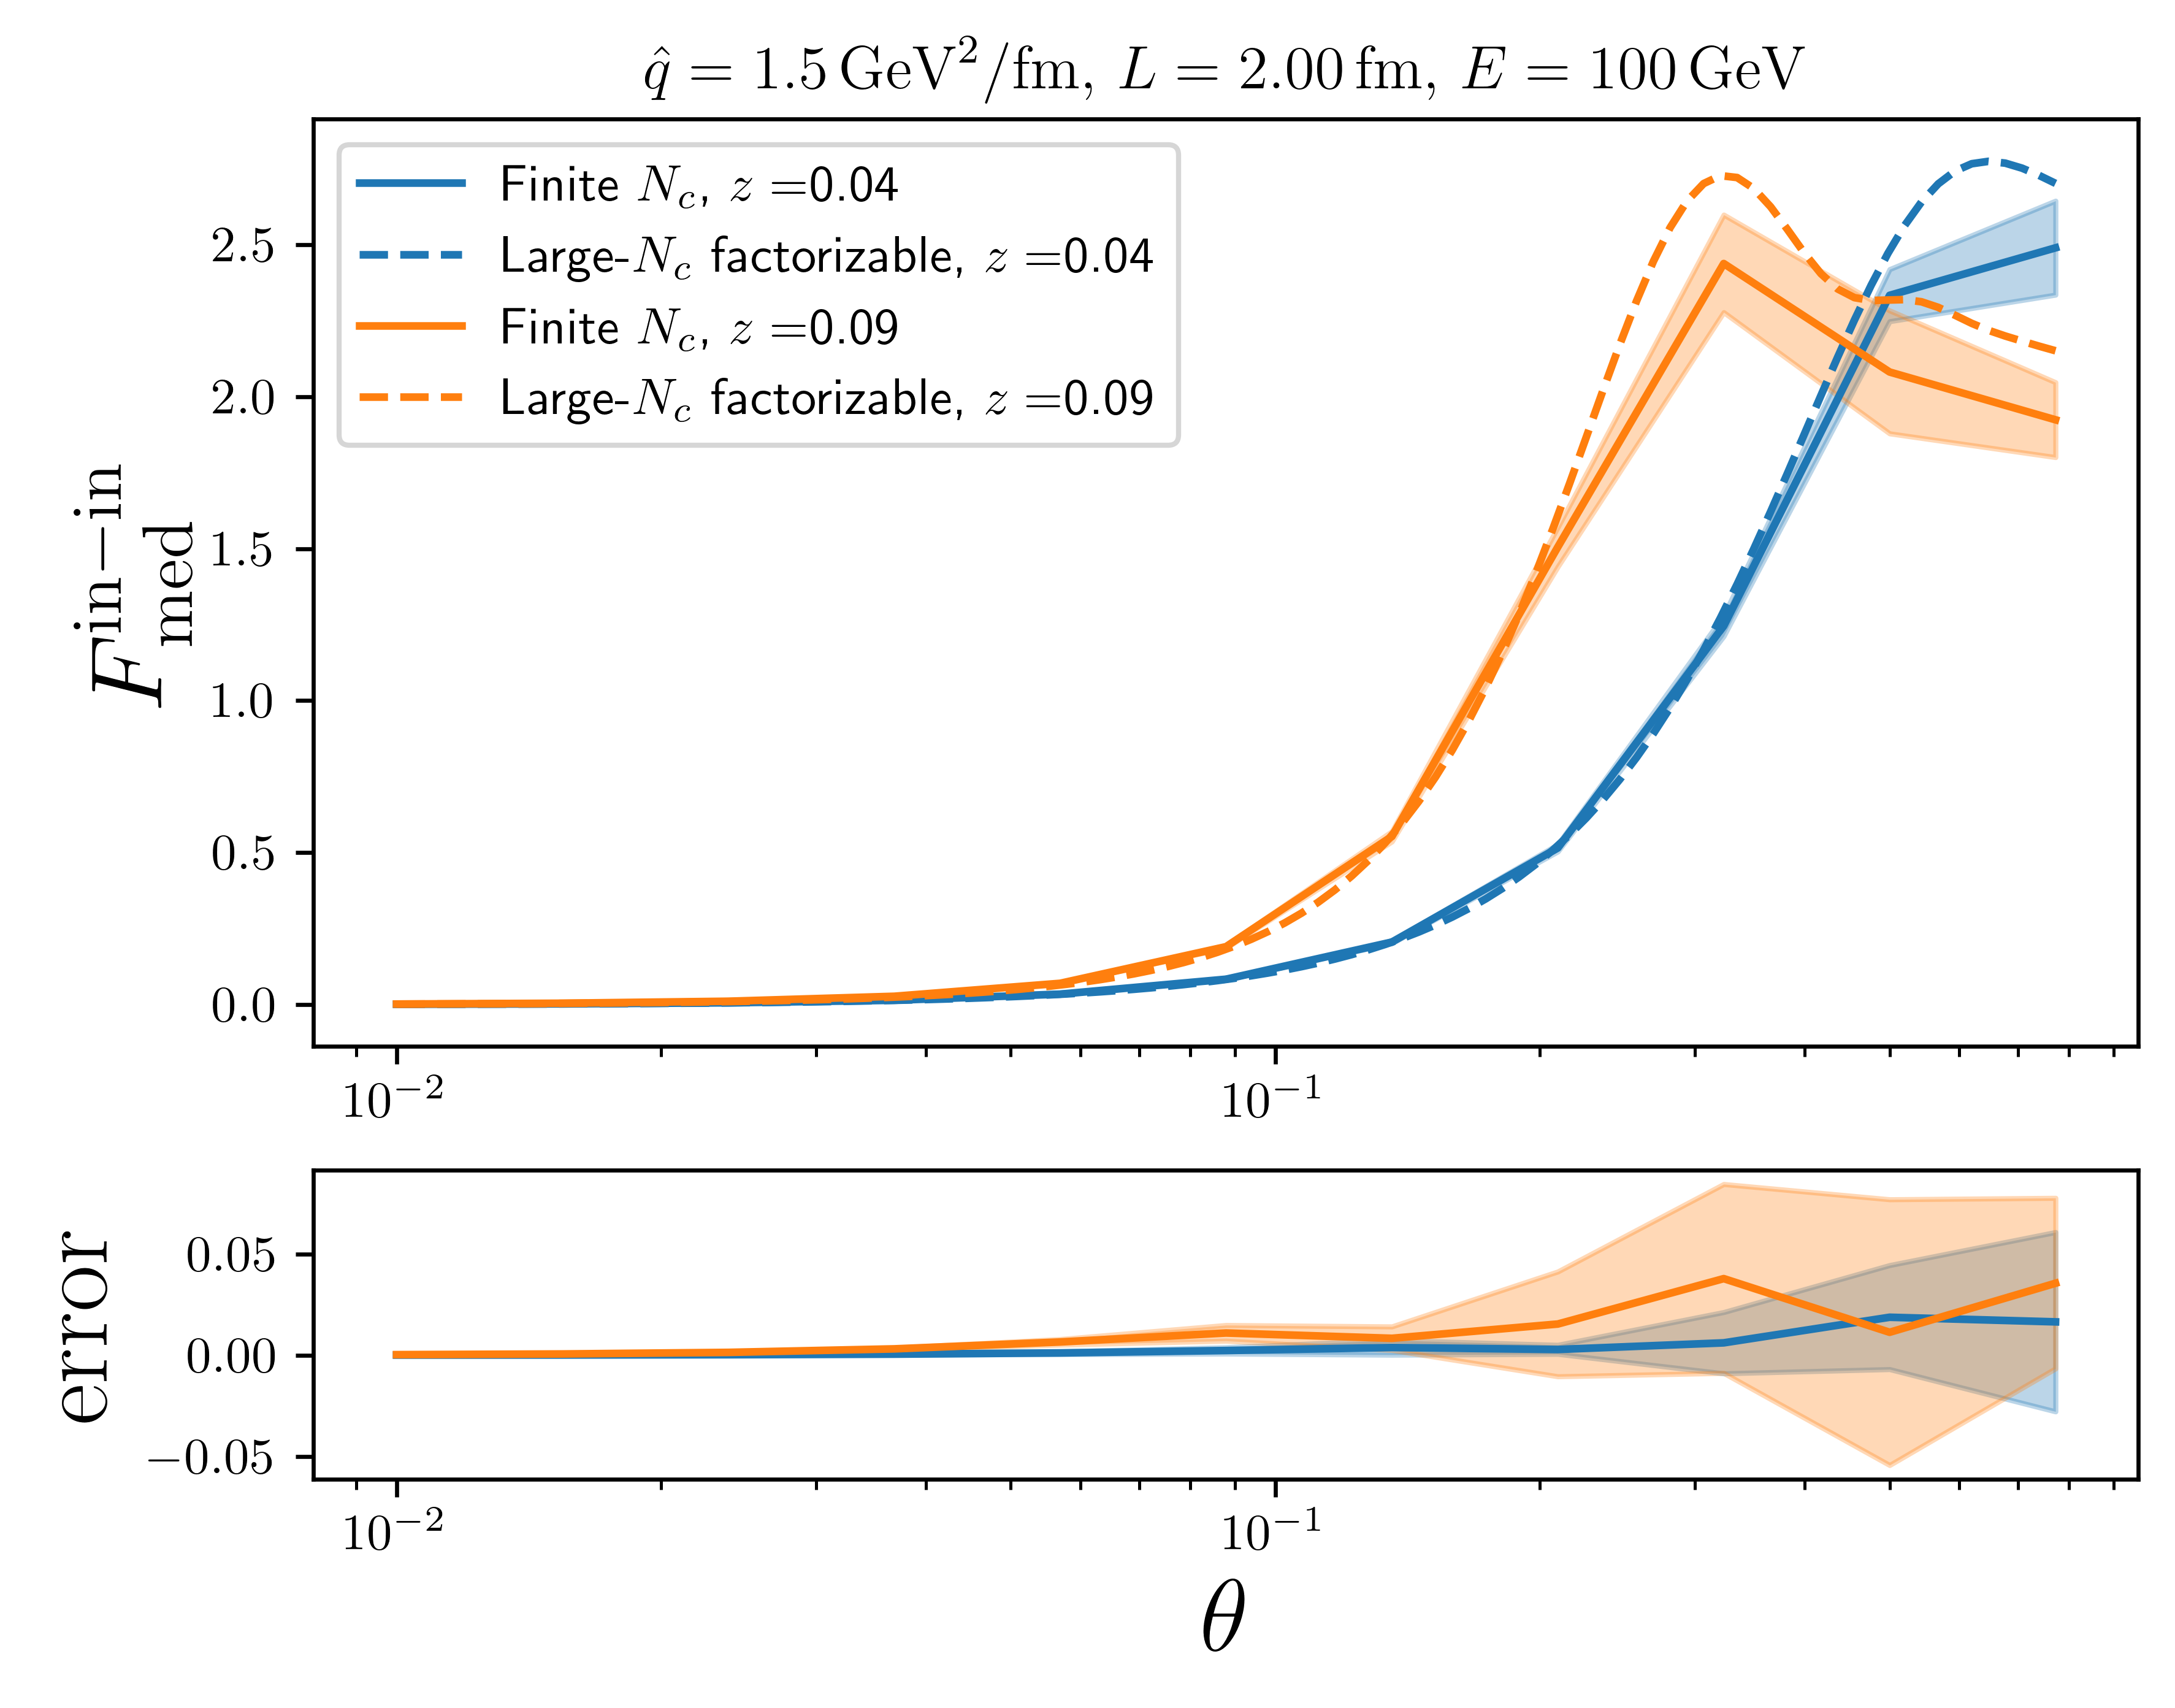 q̂ = 1.5 GeV²/fm, L = 2.00 fm, E = 100 GeV
Finite N_c, z =0.04
Large-N_c factorizable, z =0.04
Finite N_c, z =0.09
Large-N_c factorizable, z =0.09
F_med^in−in
2.5
2.0
1.5
1.0
0.5
0.0
10⁻²
10⁻¹
error
0.05
0.00
−0.05
10⁻²
10⁻¹
θ